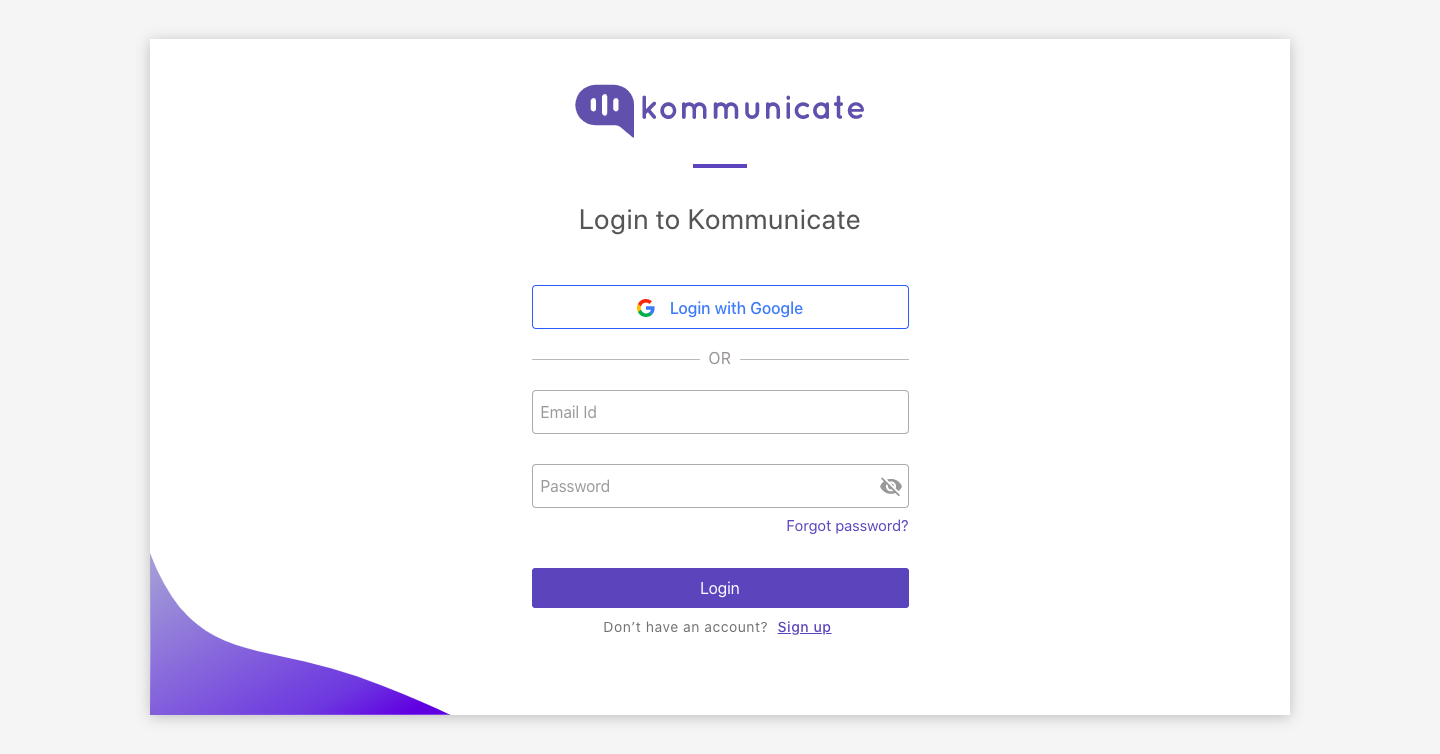 kommunicate
Login to Kommunicate
Login with Google
OR
Email Id
Password
Forgot password?
Login
Don’t have an account? Sign up